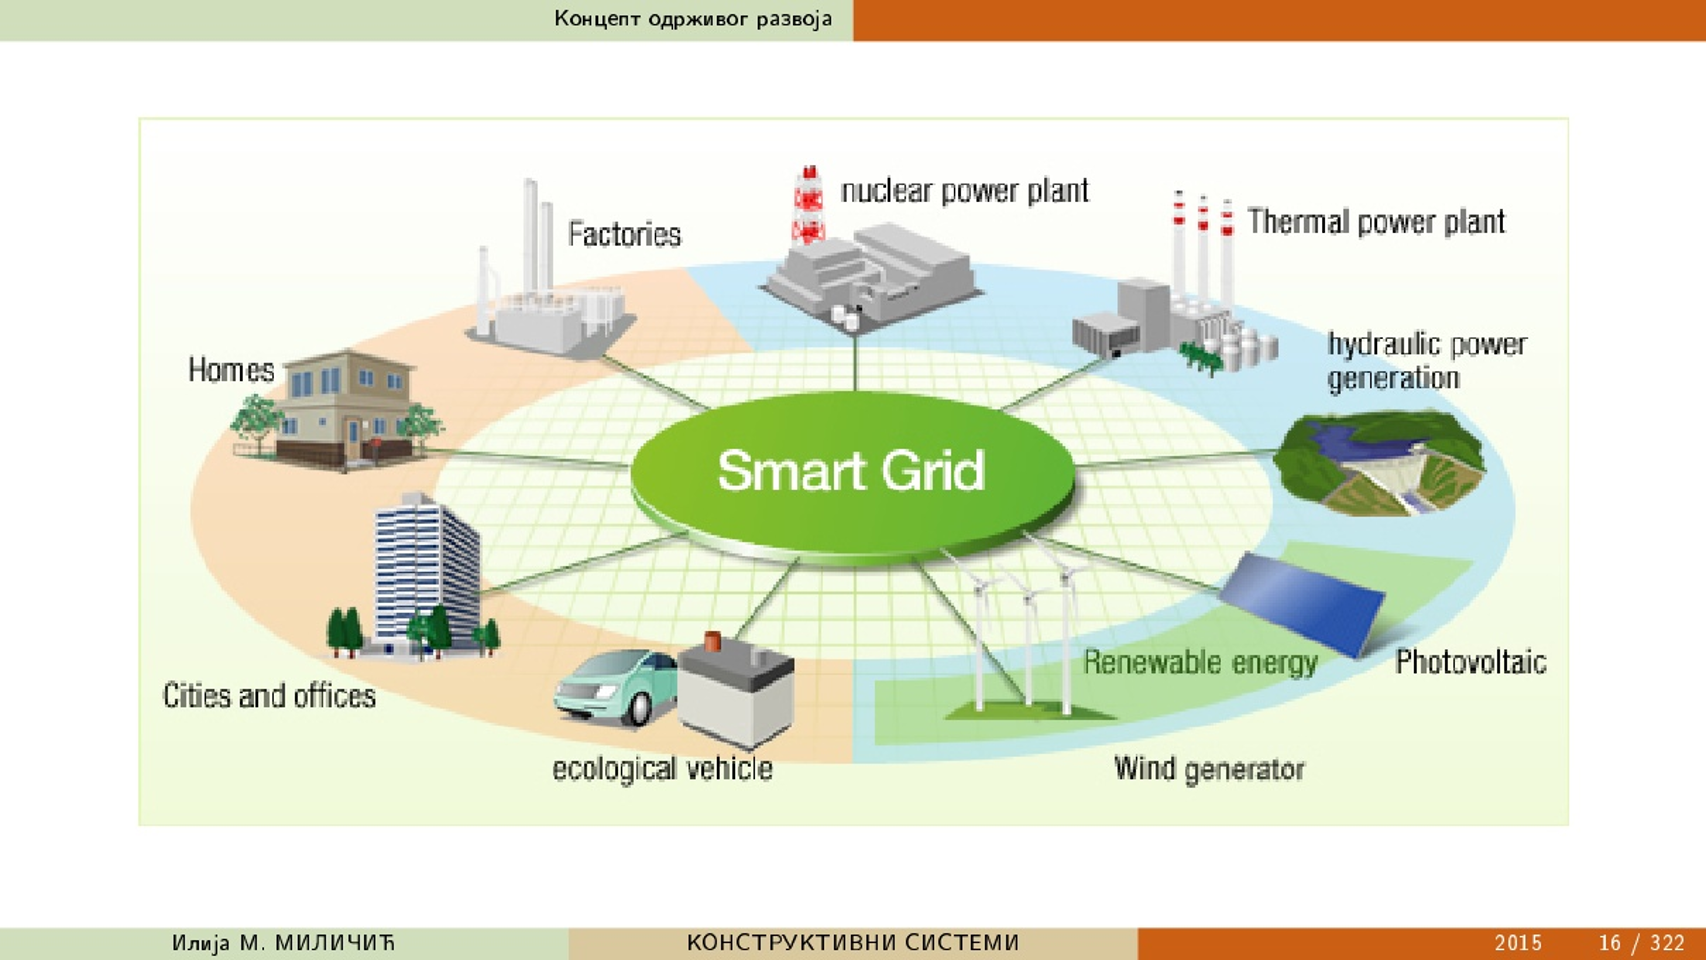 Концепт одрживог развоја
nuclear power plant
Thermal power plant
Factories
hydraulic power
generation
Homes
Smart Grid
Renewable energy
Photovoltaic
Cities and offices
ecological vehicle
Wind generator
Илија М. МИЛИЧИЋ
КОНСТРУКТИВНИ СИСТЕМИ
2015
16 / 322